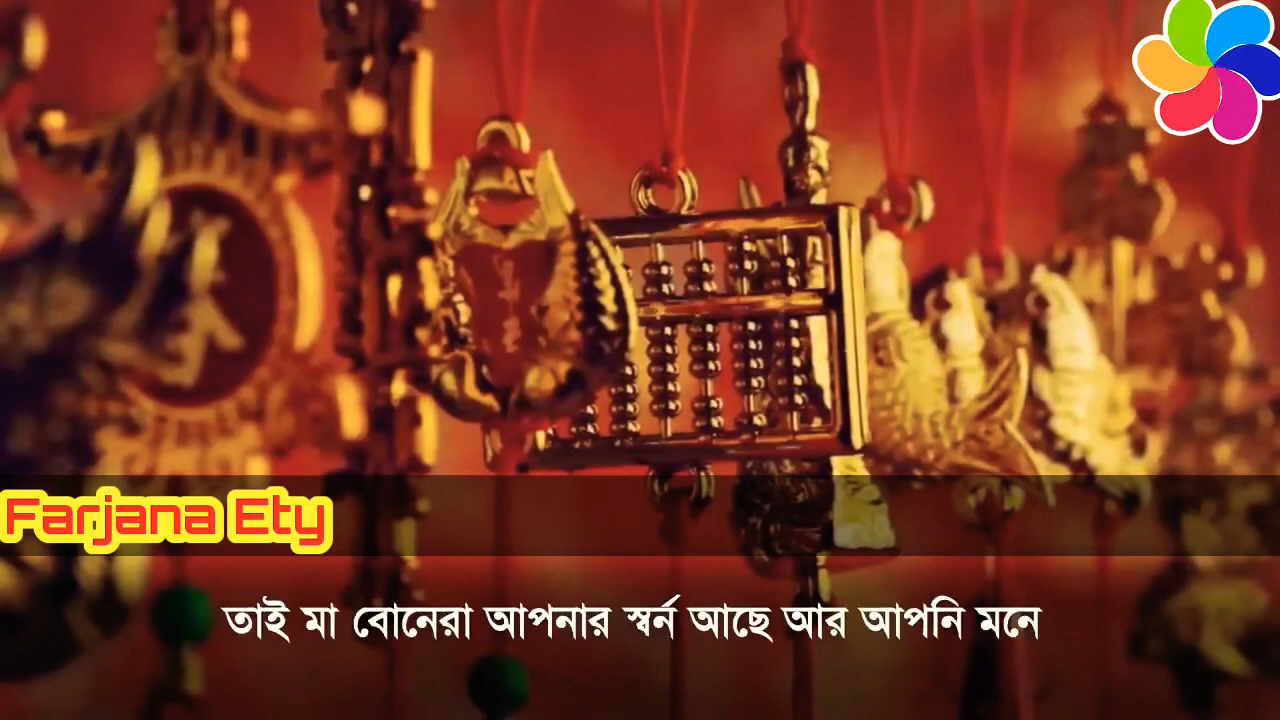 Farjana Ety
তাই মা বোনেরা আপনার স্বর্ন আছে আর আপনি মনে